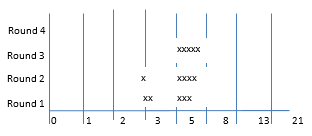 Round 4
Round 3 xxxxx
Round 2 x xxxx
Round 1 xx xxx
0 1 2 3 5 8 13 21